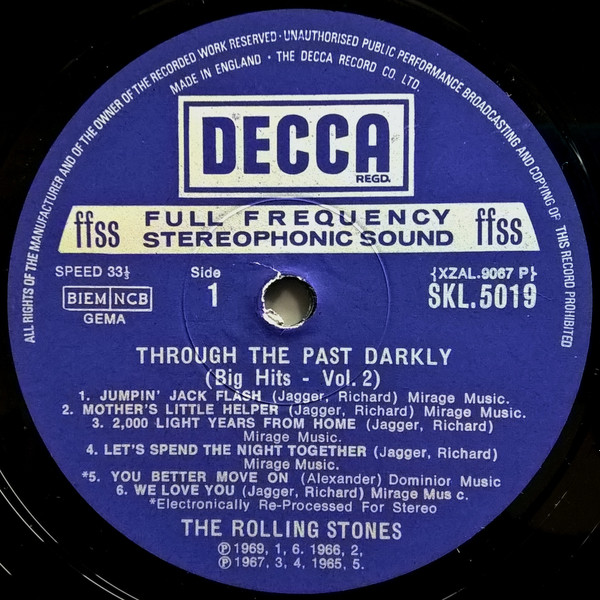 ALL RIGHTS OF THE MANUFACTURER AND OF THE OWNER OF THE RECORDED WORK RESERVED · UNAUTHORISED PUBLIC PERFORMANCE BROADCASTING AND COPYING OF THIS RECORD PROHIBITED
MADE IN ENGLAND · THE DECCA RECORD CO. LTD.
DECCA
REGD.
ffss FULL FREQUENCY ffss
STEREOPHONIC SOUND
SPEED 33⅓ Side {XZAL.9067 P}
BIEM NCB 1 SKL.5019
GEMA
THROUGH THE PAST DARKLY
(Big Hits - Vol. 2)
1. JUMPIN' JACK FLASH (Jagger, Richard) Mirage Music.
2. MOTHER'S LITTLE HELPER (Jagger, Richard) Mirage Music.
3. 2,000 LIGHT YEARS FROM HOME (Jagger, Richard)
Mirage Music.
4. LET'S SPEND THE NIGHT TOGETHER (Jagger, Richard)
Mirage Music.
*5. YOU BETTER MOVE ON (Alexander) Dominior Music
6. WE LOVE YOU (Jagger, Richard) Mirage Mus c.
*Electronically Re-Processed For Stereo
THE ROLLING STONES
℗ 1969, 1, 6. 1966, 2,
℗ 1967, 3, 4, 1965, 5.